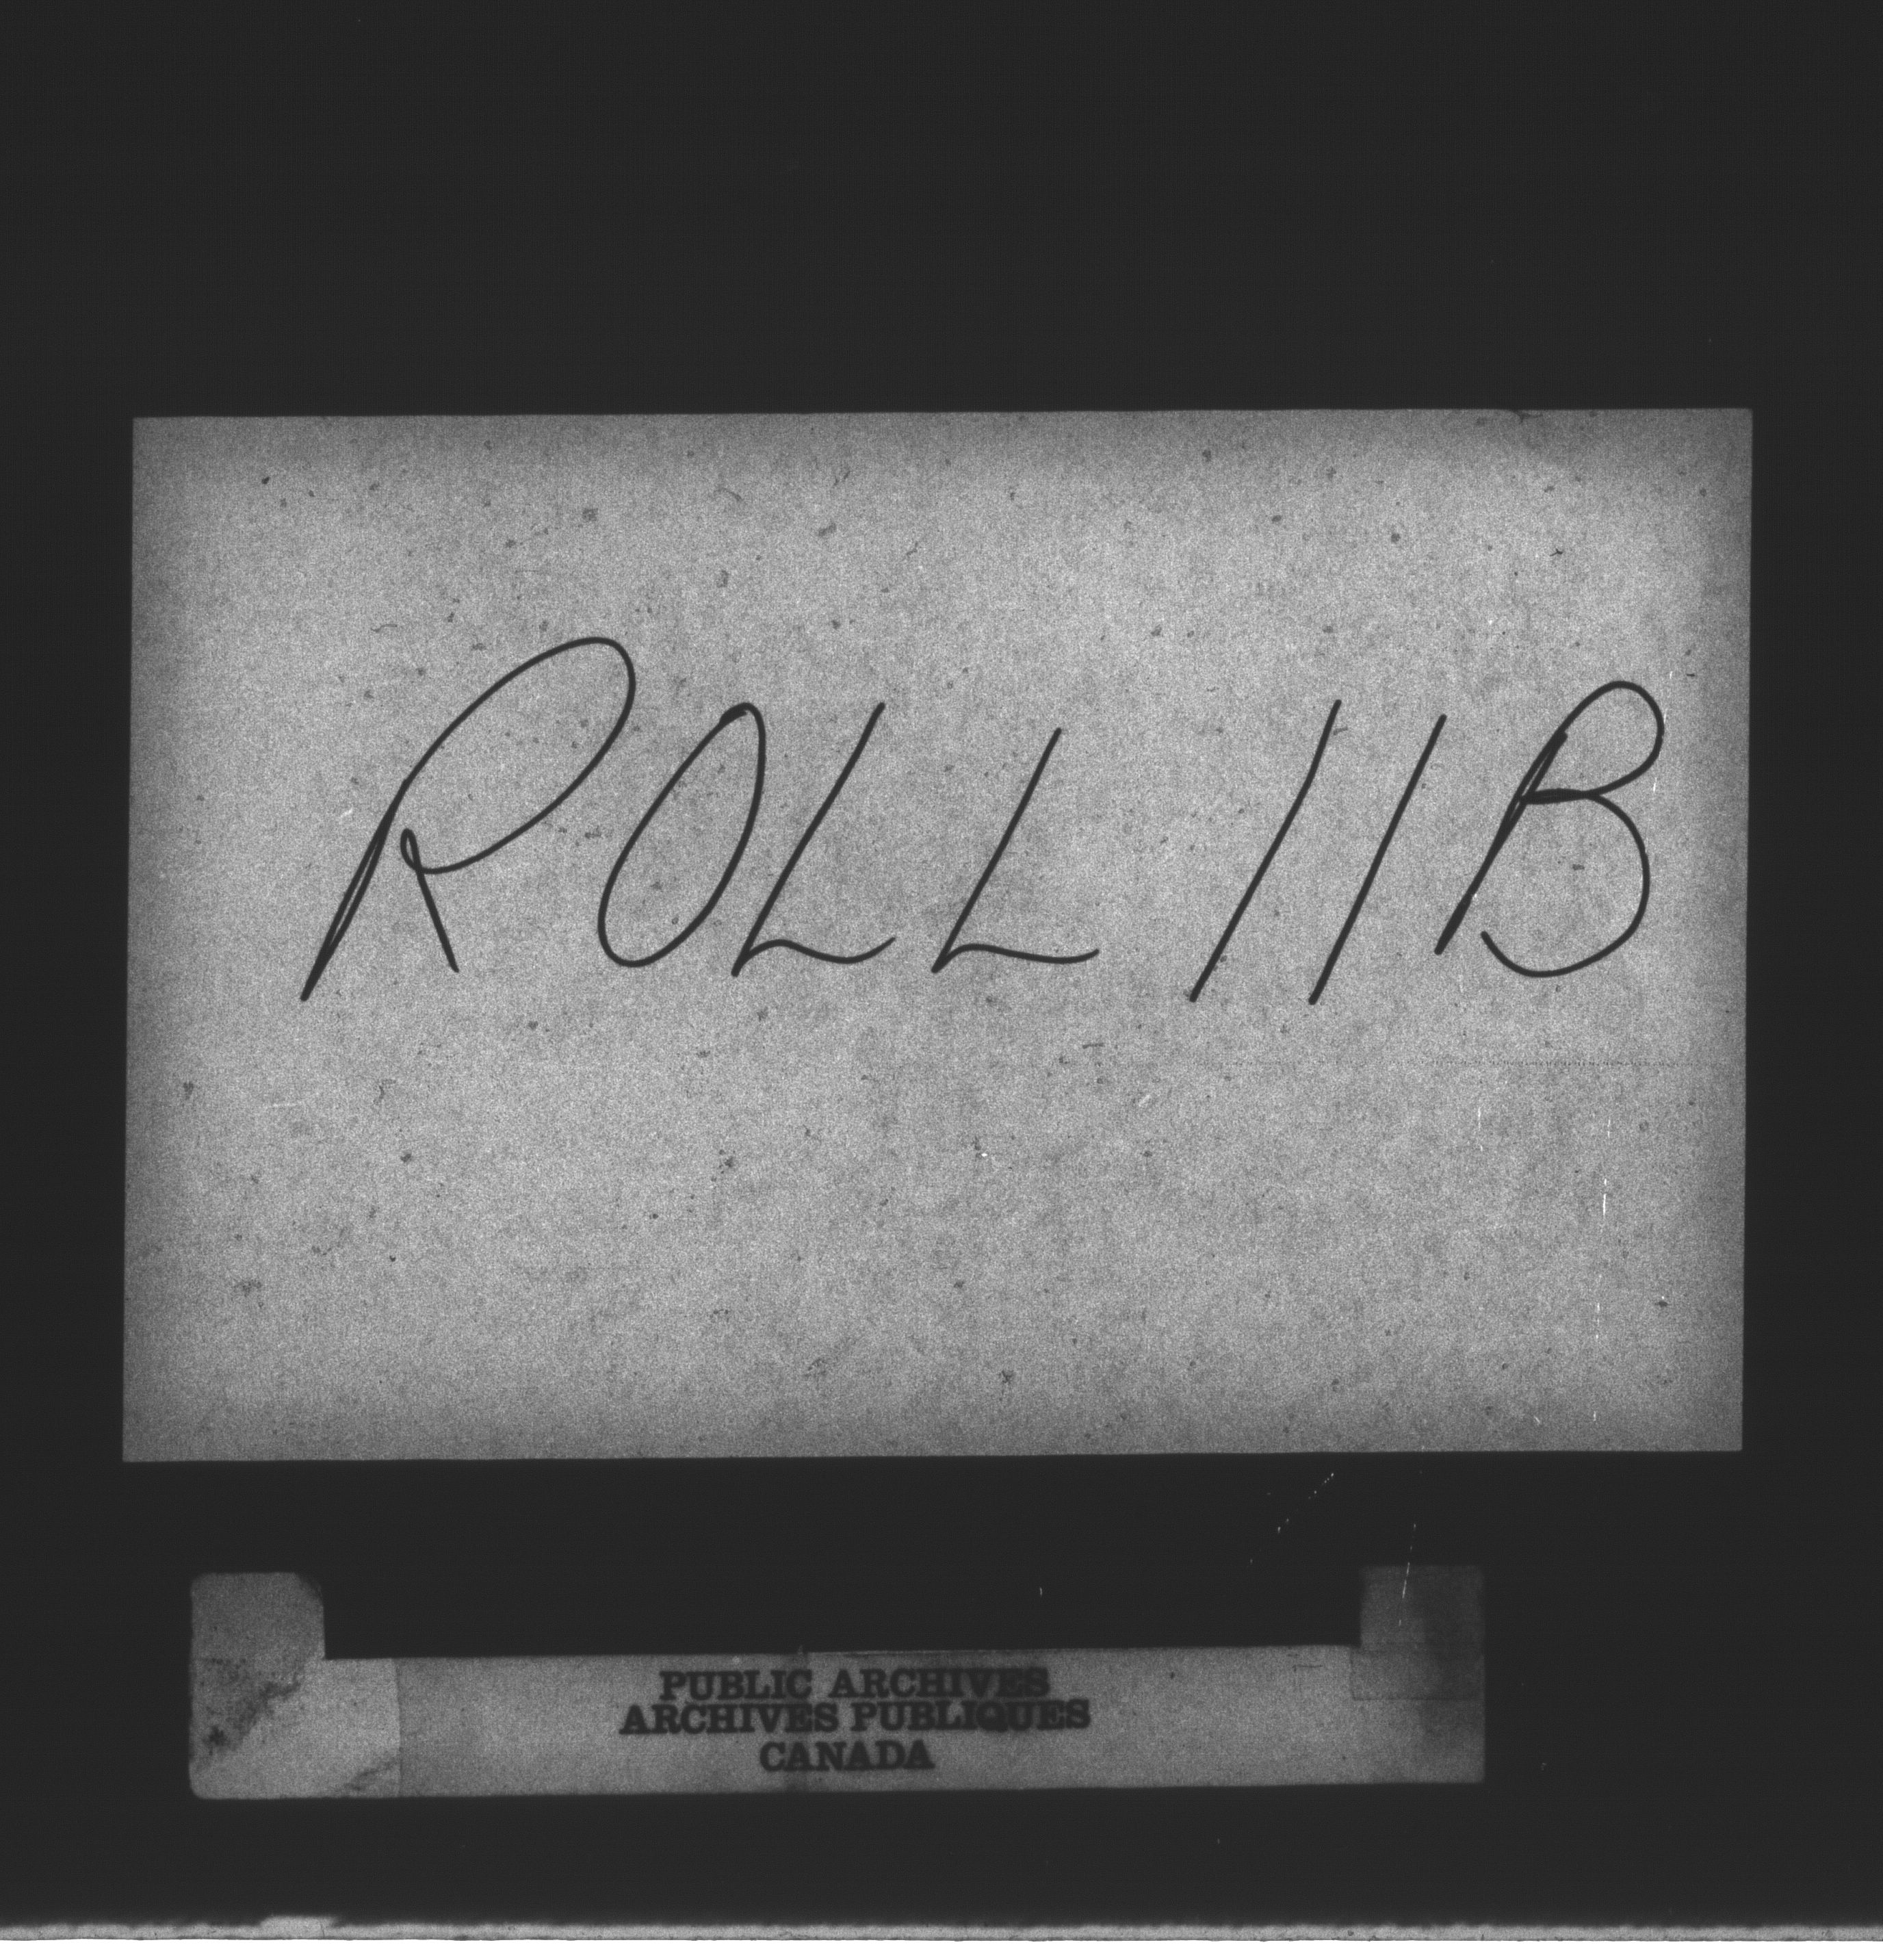 ROLL 11B
PUBLIC ARCHIVES
ARCHIVES PUBLIQUES
CANADA